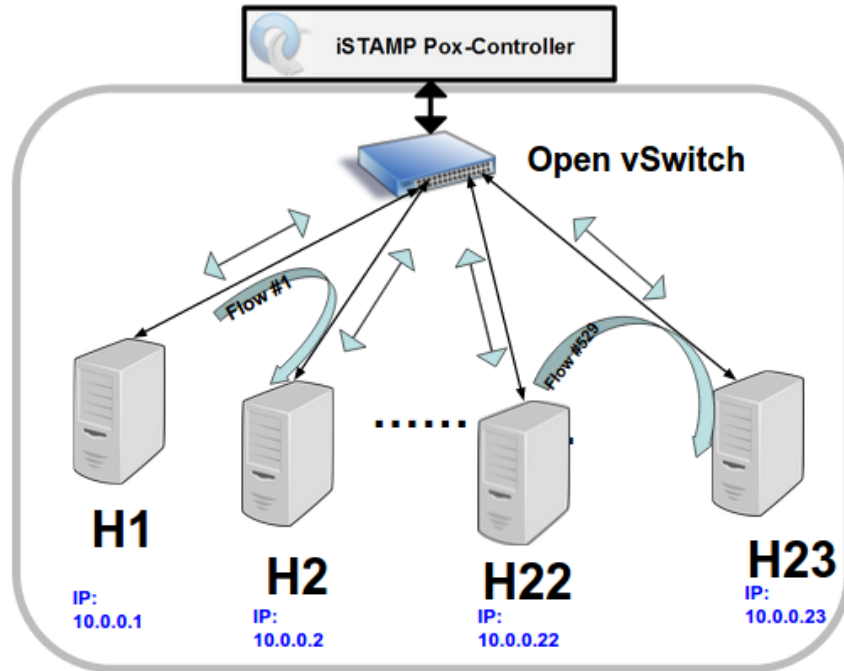 iSTAMP Pox-Controller
Open vSwitch
Flow #1
Flow #529
......
H1
H2
H22
H23
IP:
10.0.0.1
IP:
10.0.0.2
IP:
10.0.0.22
IP:
10.0.0.23